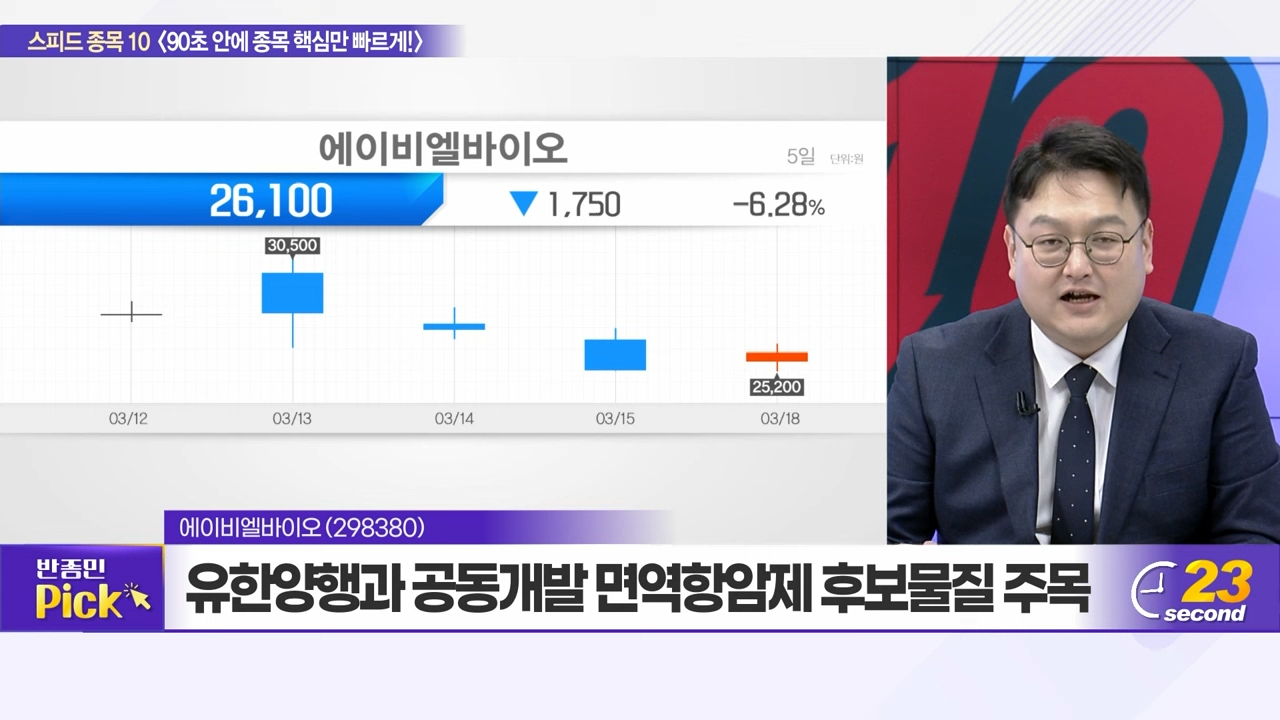 스피드 종목 10 〈90초 안에 종목 핵심만 빠르게!〉
에이비엘바이오
5일 단위:원
26,100 ▼ 1,750 -6.28%
30,500
25,200
03/12 03/13 03/14 03/15 03/18
에이비엘바이오 (298380)
반종민
Pick
유한양행과 공동개발 면역항암제 후보물질 주목
23
second